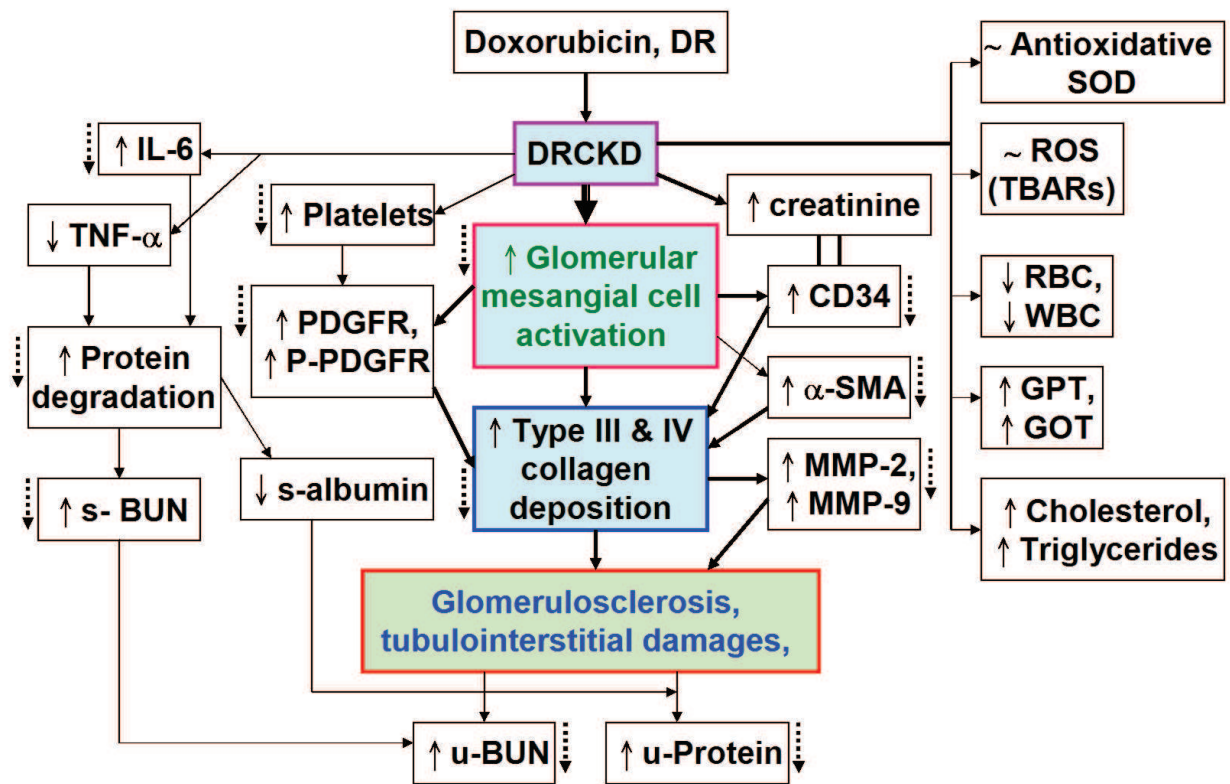 Doxorubicin, DR
~ Antioxidative
SOD
↑ IL-6
DRCKD
~ ROS
(TBARs)
↑ Platelets
↑ creatinine
↓ TNF-α
↑ Glomerular
mesangial cell
activation
↑ CD34
↓ RBC,
↓ WBC
↑ PDGFR,
↑ P-PDGFR
↑ Protein
degradation
↑ α-SMA
↑ GPT,
↑ GOT
↑ Type III & IV
collagen
deposition
↑ MMP-2,
↑ MMP-9
↑ s- BUN
↓ s-albumin
↑ Cholesterol,
↑ Triglycerides
Glomerulosclerosis,
tubulointerstitial damages,
↑ u-BUN
↑ u-Protein